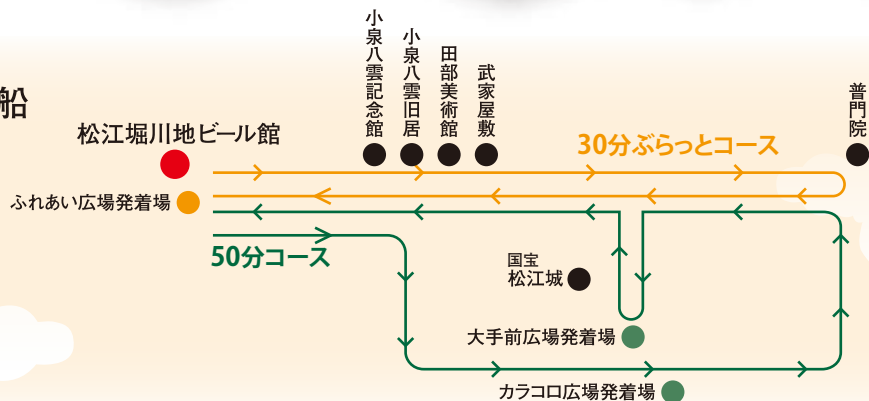 船
松江堀川地ビール館
ふれあい広場発着場
小泉八雲記念館
小泉八雲旧居
田部美術館
武家屋敷
30分ぶらっとコース
普門院
50分コース
国宝
松江城
大手前広場発着場
カラコロ広場発着場